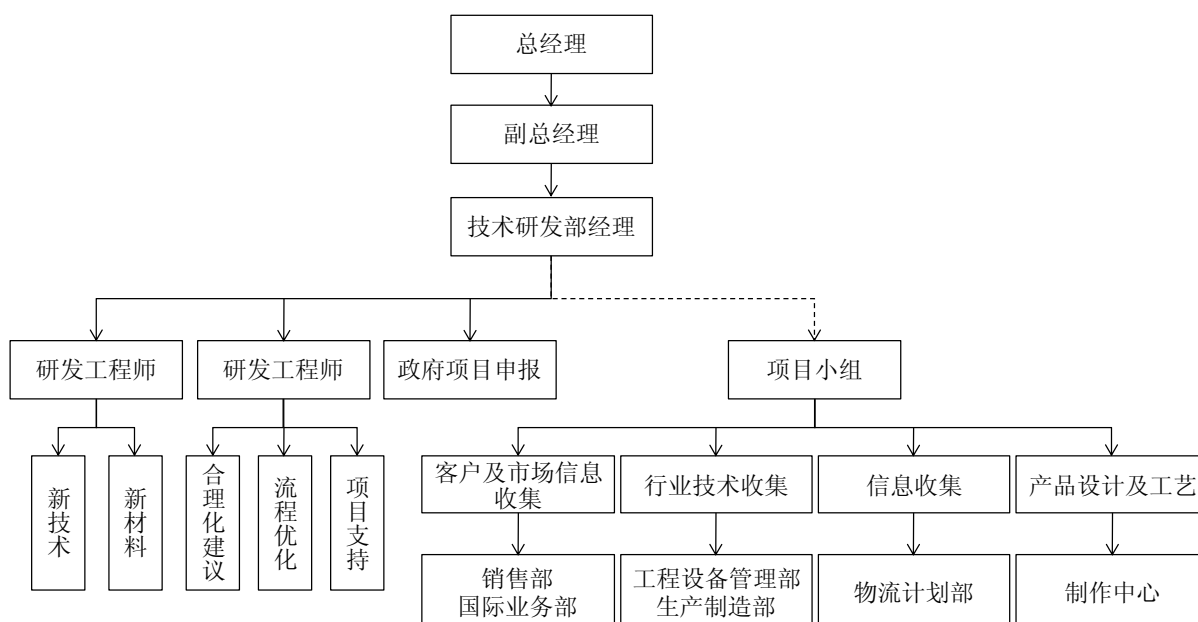 总经理
副总经理
技术研发部经理
研发工程师
研发工程师
政府项目申报
项目小组
新技术
新材料
合理化建议
流程优化
项目支持
客户及市场信息
收集
行业技术收集
信息收集
产品设计及工艺
销售部
国际业务部
工程设备管理部
生产制造部
物流计划部
制作中心